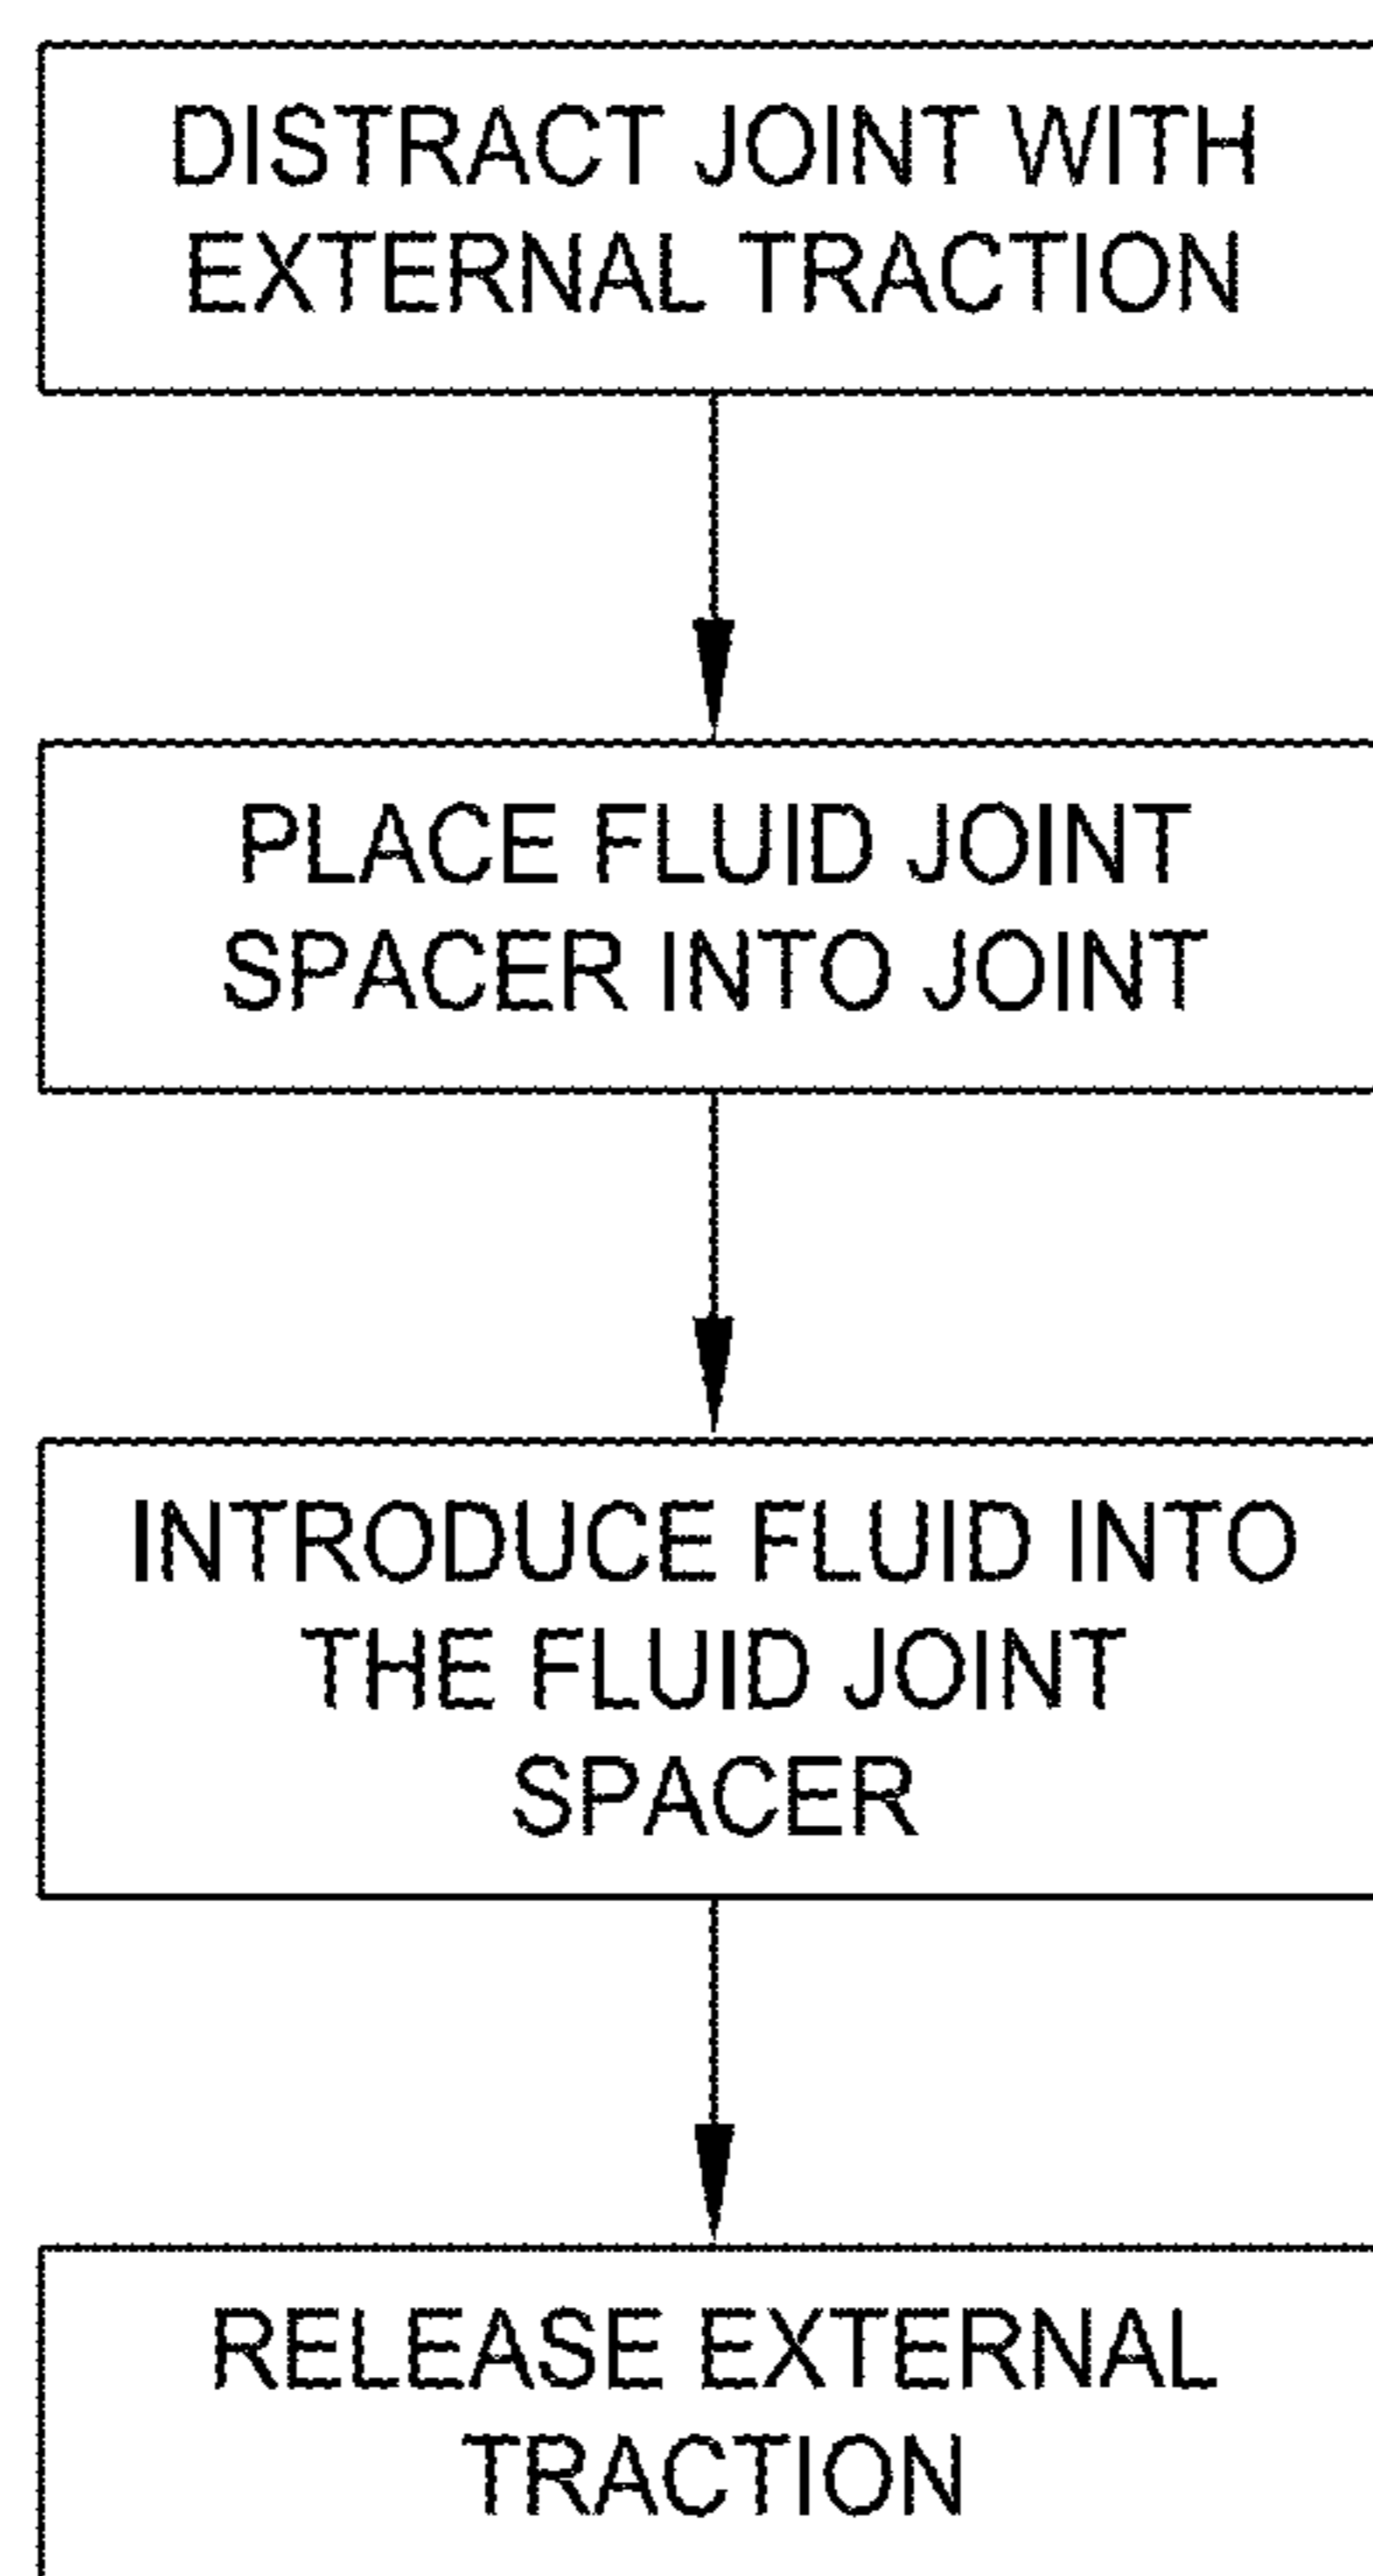 DISTRACT JOINT WITH
EXTERNAL TRACTION
PLACE FLUID JOINT
SPACER INTO JOINT
INTRODUCE FLUID INTO
THE FLUID JOINT
SPACER
RELEASE EXTERNAL
TRACTION